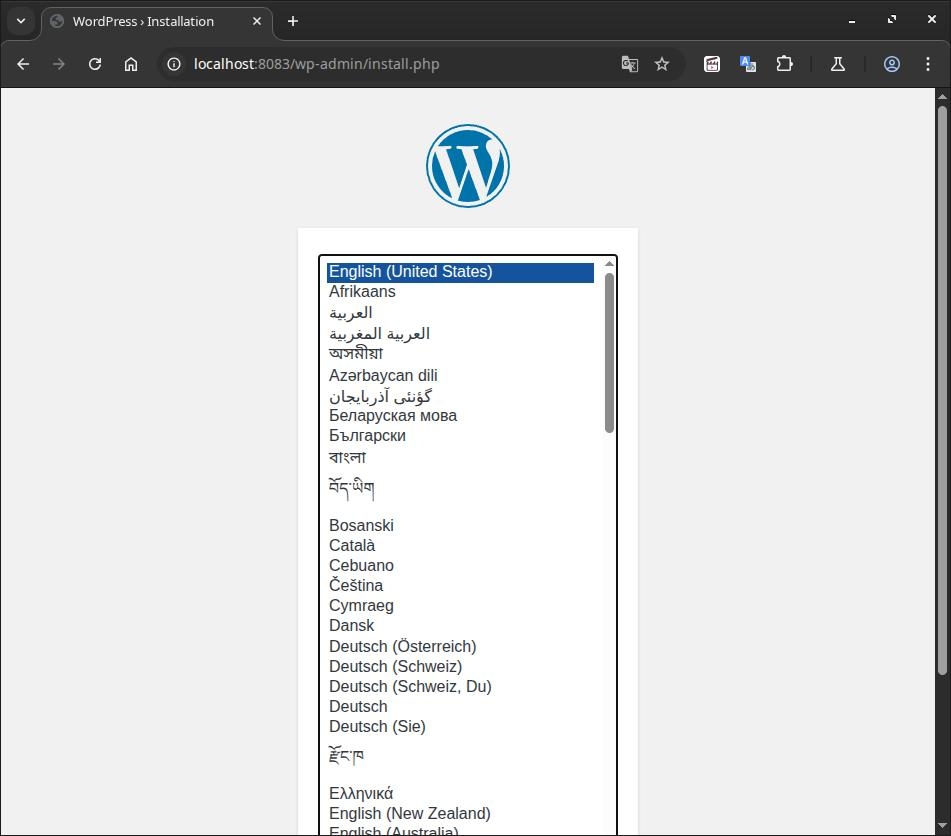 WordPress › Installation
localhost:8083/wp-admin/install.php
English (United States)
Afrikaans
العربية
العربية المغربية
অসমীয়া
Azərbaycan dili
گؤنئی آذربایجان
Беларуская мова
Български
বাংলা
བོད་ཡིག
Bosanski
Català
Cebuano
Čeština
Cymraeg
Dansk
Deutsch (Österreich)
Deutsch (Schweiz)
Deutsch (Schweiz, Du)
Deutsch
Deutsch (Sie)
རྫོང་ཁ
Ελληνικά
English (New Zealand)
English (Australia)